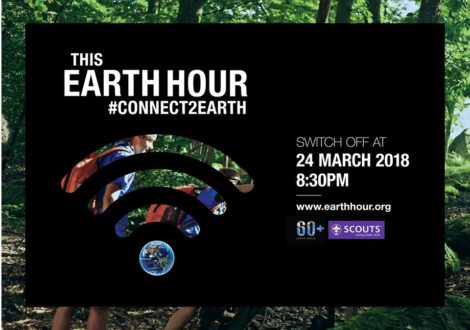 THIS
EARTH HOUR
#CONNECT2EARTH
SWITCH OFF AT
24 MARCH 2018
8:30PM
www.earthhour.org
60+
SCOUTS